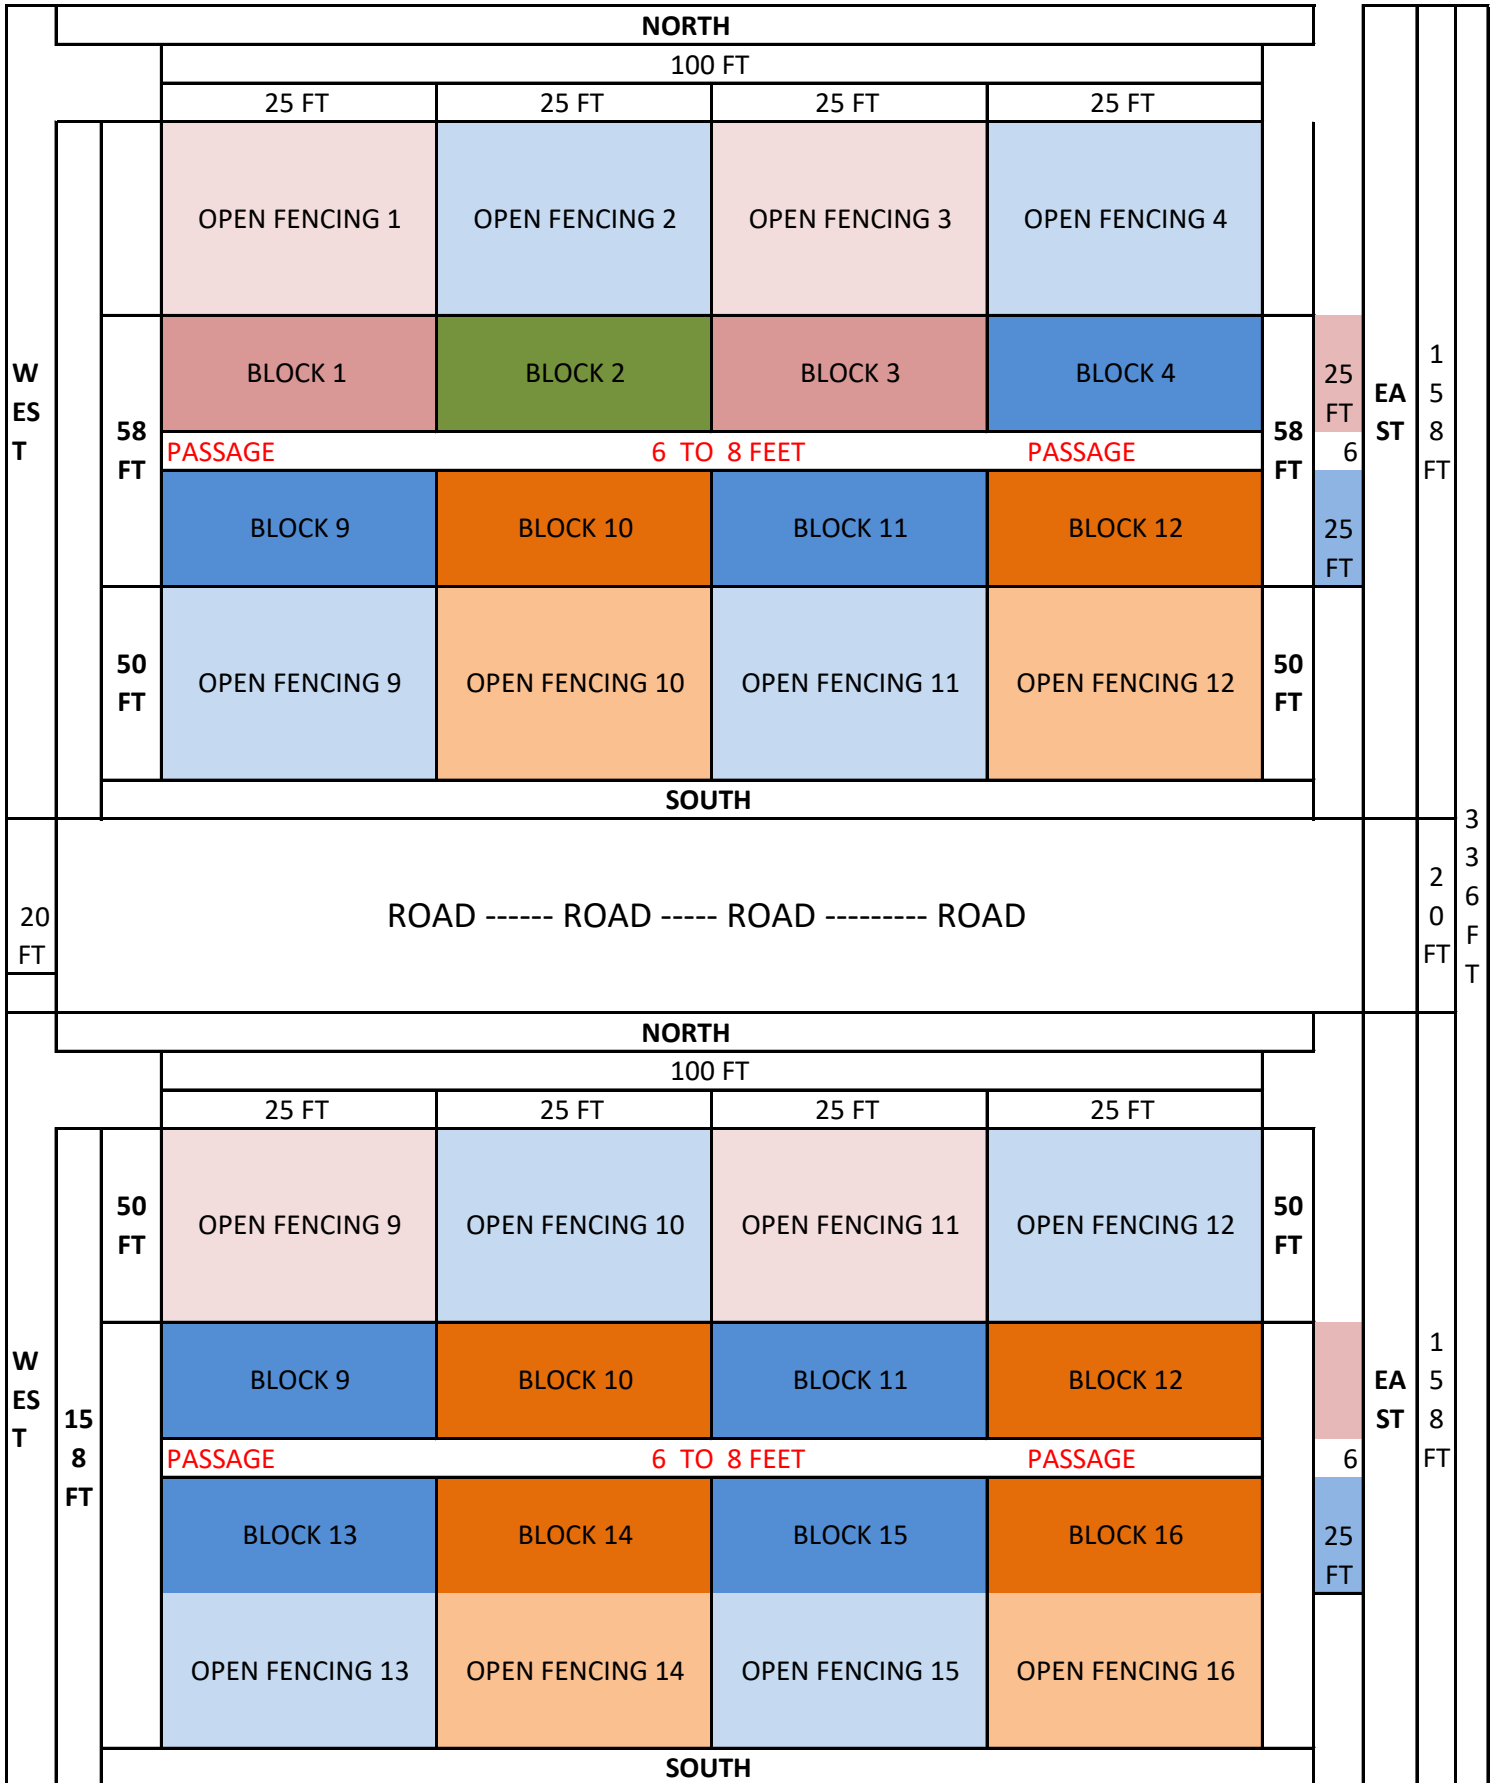 NORTH
100 FT
25 FT 25 FT 25 FT 25 FT
OPEN FENCING 1 OPEN FENCING 2 OPEN FENCING 3 OPEN FENCING 4
W
ES
T
58
FT
BLOCK 1 BLOCK 2 BLOCK 3 BLOCK 4
58
FT
25
FT
EA
ST
1
5
8
FT
PASSAGE 6 TO 8 FEET PASSAGE
6
BLOCK 9 BLOCK 10 BLOCK 11 BLOCK 12
25
FT
50
FT
OPEN FENCING 9 OPEN FENCING 10 OPEN FENCING 11 OPEN FENCING 12
50
FT
SOUTH
20
FT
ROAD ------ ROAD ----- ROAD --------- ROAD
2
0
FT
3
3
6
F
T
NORTH
100 FT
25 FT 25 FT 25 FT 25 FT
50
FT
OPEN FENCING 9 OPEN FENCING 10 OPEN FENCING 11 OPEN FENCING 12
50
FT
W
ES
T
15
8
FT
BLOCK 9 BLOCK 10 BLOCK 11 BLOCK 12
EA
ST
1
5
8
FT
PASSAGE 6 TO 8 FEET PASSAGE
6
BLOCK 13 BLOCK 14 BLOCK 15 BLOCK 16
25
FT
OPEN FENCING 13 OPEN FENCING 14 OPEN FENCING 15 OPEN FENCING 16
SOUTH